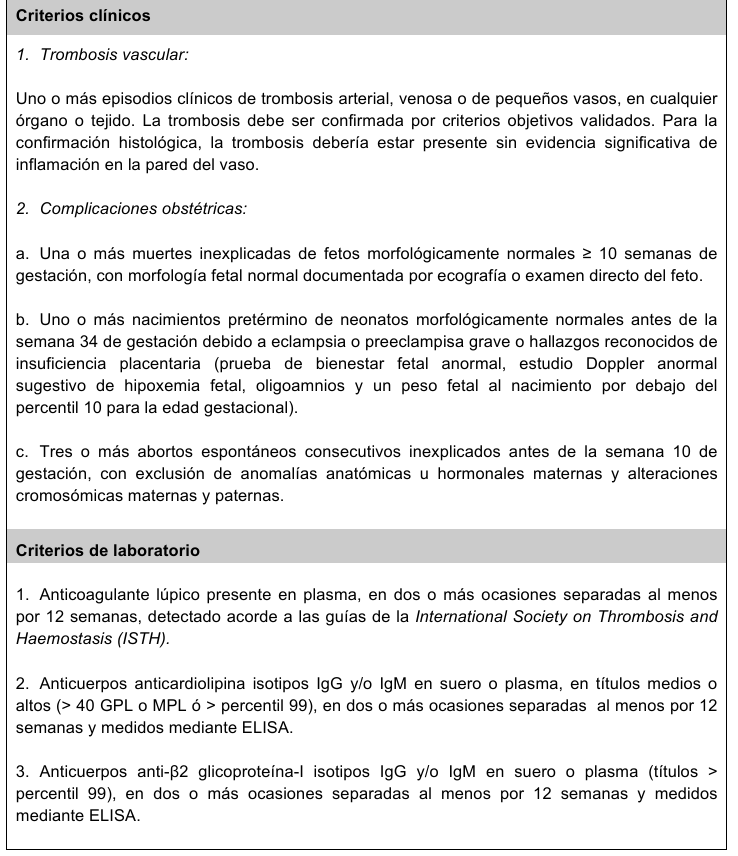 Criterios clínicos
1. Trombosis vascular:
Uno o más episodios clínicos de trombosis arterial, venosa o de pequeños vasos, en cualquier
órgano o tejido. La trombosis debe ser confirmada por criterios objetivos validados. Para la
confirmación histológica, la trombosis debería estar presente sin evidencia significativa de
inflamación en la pared del vaso.
2. Complicaciones obstétricas:
a. Una o más muertes inexplicadas de fetos morfológicamente normales ≥ 10 semanas de
gestación, con morfología fetal normal documentada por ecografía o examen directo del feto.
b. Uno o más nacimientos pretérmino de neonatos morfológicamente normales antes de la
semana 34 de gestación debido a eclampsia o preeclampisa grave o hallazgos reconocidos de
insuficiencia placentaria (prueba de bienestar fetal anormal, estudio Doppler anormal
sugestivo de hipoxemia fetal, oligoamnios y un peso fetal al nacimiento por debajo del
percentil 10 para la edad gestacional).
c. Tres o más abortos espontáneos consecutivos inexplicados antes de la semana 10 de
gestación, con exclusión de anomalías anatómicas u hormonales maternas y alteraciones
cromosómicas maternas y paternas.
Criterios de laboratorio
1. Anticoagulante lúpico presente en plasma, en dos o más ocasiones separadas al menos
por 12 semanas, detectado acorde a las guías de la International Society on Thrombosis and
Haemostasis (ISTH).
2. Anticuerpos anticardiolipina isotipos IgG y/o IgM en suero o plasma, en títulos medios o
altos (> 40 GPL o MPL ó > percentil 99), en dos o más ocasiones separadas al menos por 12
semanas y medidos mediante ELISA.
3. Anticuerpos anti-β2 glicoproteína-I isotipos IgG y/o IgM en suero o plasma (títulos >
percentil 99), en dos o más ocasiones separadas al menos por 12 semanas y medidos
mediante ELISA.